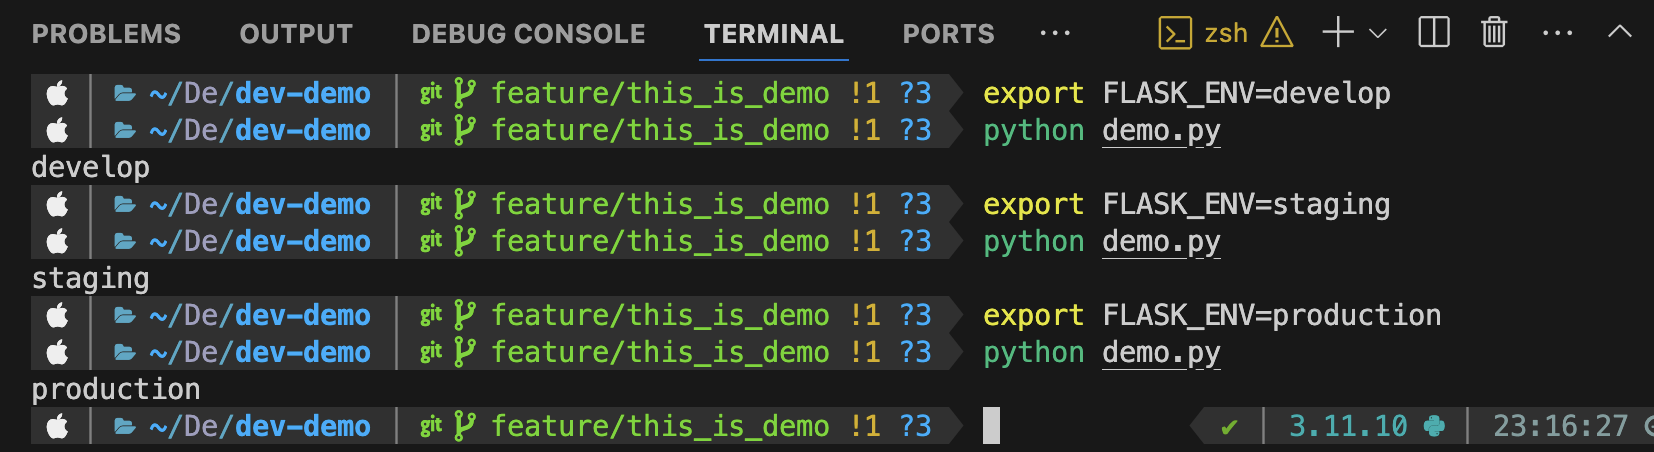 PROBLEMS OUTPUT DEBUG CONSOLE TERMINAL PORTS ... zsh
~/De/dev-demo git feature/this_is_demo !1 ?3 export FLASK_ENV=develop
~/De/dev-demo git feature/this_is_demo !1 ?3 python demo.py
develop
~/De/dev-demo git feature/this_is_demo !1 ?3 export FLASK_ENV=staging
~/De/dev-demo git feature/this_is_demo !1 ?3 python demo.py
staging
~/De/dev-demo git feature/this_is_demo !1 ?3 export FLASK_ENV=production
~/De/dev-demo git feature/this_is_demo !1 ?3 python demo.py
production
~/De/dev-demo git feature/this_is_demo !1 ?3 ✔ 3.11.10 23:16:27